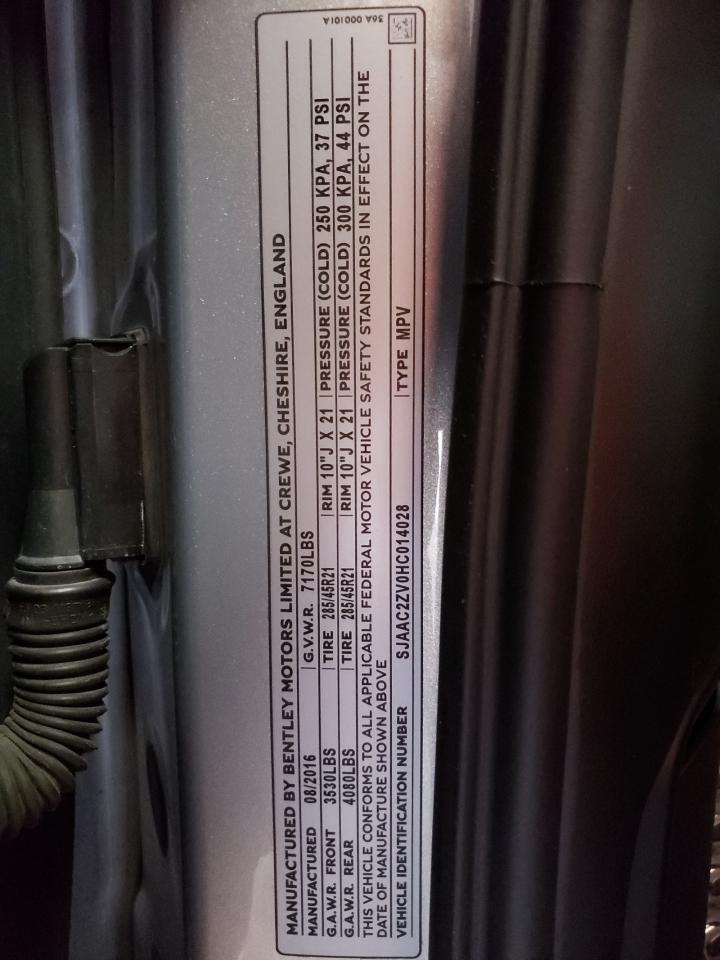 36A 000101A
MANUFACTURED BY BENTLEY MOTORS LIMITED AT CREWE, CHESHIRE, ENGLAND
MANUFACTURED 08/2016 G.V.W.R. 7170LBS
G.A.W.R. FRONT 3530LBS TIRE 285/45R21 RIM 10"J X 21 PRESSURE (COLD) 250 KPA, 37 PSI
G.A.W.R. REAR 4080LBS TIRE 285/45R21 RIM 10"J X 21 PRESSURE (COLD) 300 KPA, 44 PSI
THIS VEHICLE CONFORMS TO ALL APPLICABLE FEDERAL MOTOR VEHICLE SAFETY STANDARDS IN EFFECT ON THE
DATE OF MANUFACTURE SHOWN ABOVE
VEHICLE IDENTIFICATION NUMBER SJAAC2ZV0HC014028 TYPE MPV